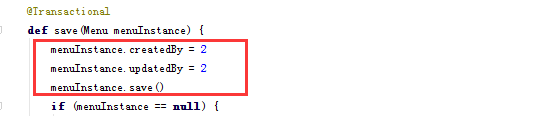 @Transactional
def save(Menu menuInstance) {
menuInstance.createdBy = 2
menuInstance.updatedBy = 2
menuInstance.save()
if (menuInstance == null) {